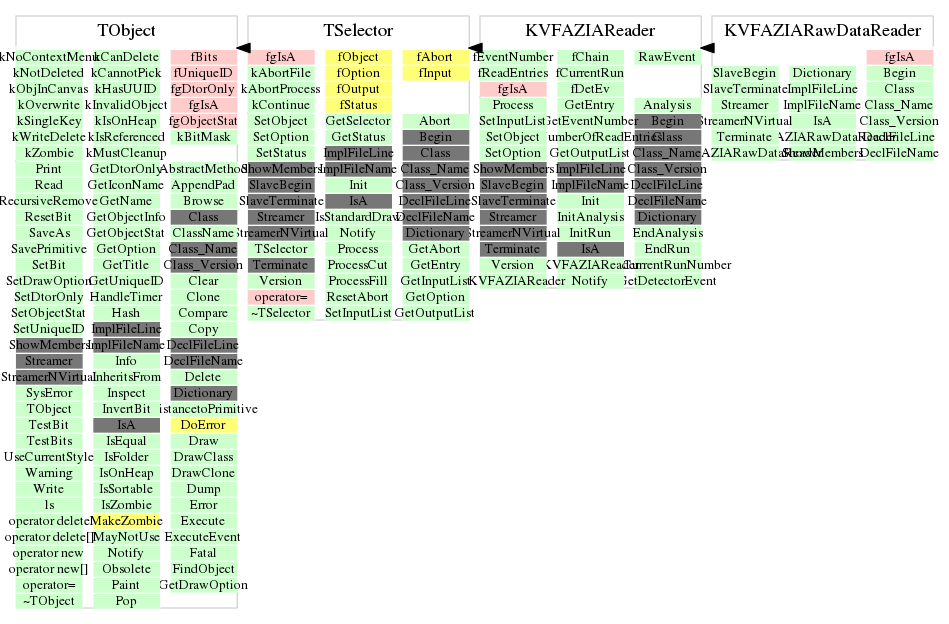 TObject
kCanDelete fBits
kNotDeleted kCannotPick fUniqueID
kObjInCanvas kHasUUID fgDtorOnly
kOverwrite kInvalidObject fgIsA
kSingleKey kIsOnHeap fgObjectStat
kWriteDelete kIsReferenced kBitMask
kZombie kMustCleanup
Print GetDtorOnly
Read GetIconName AppendPad
RecursiveRemove GetName Browse
ResetBit GetObjectInfo Class
SaveAs GetObjectStat ClassName
SavePrimitive GetOption Class_Name
SetBit GetTitle Class_Version
SetDrawOption GetUniqueID Clear
SetDtorOnly HandleTimer Clone
SetObjectStat Hash Compare
SetUniqueID ImplFileLine Copy
ShowMembers ImplFileName DeclFileLine
Streamer Info DeclFileName
StreamerNVirtual InheritsFrom Delete
SysError Inspect Dictionary
TObject InvertBit
TestBit IsA DoError
TestBits IsEqual Draw
UseCurrentStyle IsFolder DrawClass
Warning IsOnHeap DrawClone
Write IsSortable Dump
ls IsZombie Error
operator delete MakeZombie Execute
operator delete[] MayNotUse ExecuteEvent
operator new Notify Fatal
operator new[] Obsolete FindObject
operator= Paint GetDrawOption
~TObject Pop
TSelector
fgIsA fObject fAbort
kAbortFile fOption fInput
kAbortProcess fOutput
kContinue fStatus
SetObject GetSelector Abort
SetOption GetStatus Begin
SetStatus ImplFileLine Class
ShowMembers ImplFileName Class_Name
SlaveBegin Init Class_Version
SlaveTerminate IsA DeclFileLine
Streamer IsStandardDraw DeclFileName
StreamerNVirtual Notify Dictionary
TSelector Process GetAbort
Terminate ProcessCut GetEntry
Version ProcessFill GetInputList
operator= ResetAbort GetOption
~TSelector SetInputList GetOutputList
KVFAZIAReader
fEventNumber fChain RawEvent
fReadEntries fCurrentRun
fgIsA fDetEv
Process GetEntry Analysis
SetInputList GetEventNumber Begin
SetObject Class
SetOption GetOutputList Class_Name
ShowMembers ImplFileLine Class_Version
SlaveBegin ImplFileName DeclFileLine
SlaveTerminate Init DeclFileName
Streamer InitAnalysis Dictionary
StreamerNVirtual InitRun EndAnalysis
Terminate IsA EndRun
Version
KVFAZIAReader Notify GetDetectorEvent
KVFAZIARawDataReader
fgIsA
SlaveBegin Dictionary Begin
SlaveTerminate ImplFileLine Class
Streamer ImplFileName Class_Name
StreamerNVirtual IsA Class_Version
Terminate DeclFileLine
ShowMembers DeclFileName